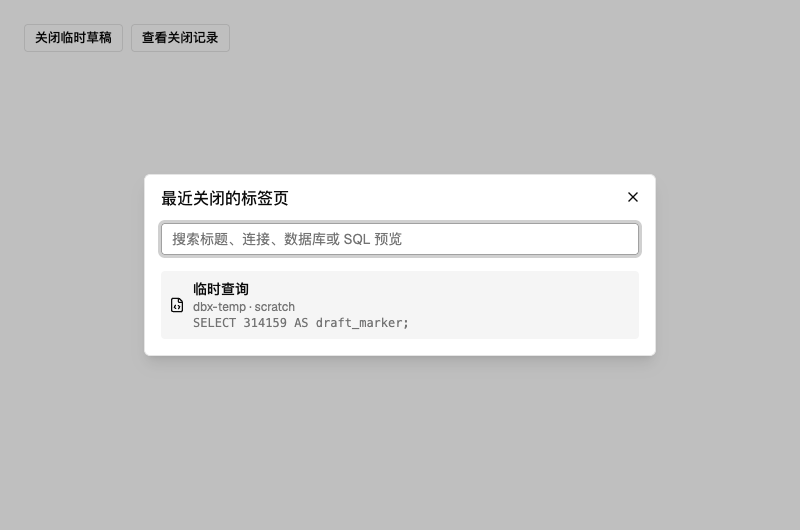 关闭临时草稿 查看关闭记录
最近关闭的标签页
搜索标题、连接、数据库或 SQL 预览
临时查询
dbx-temp · scratch
SELECT 314159 AS draft_marker;